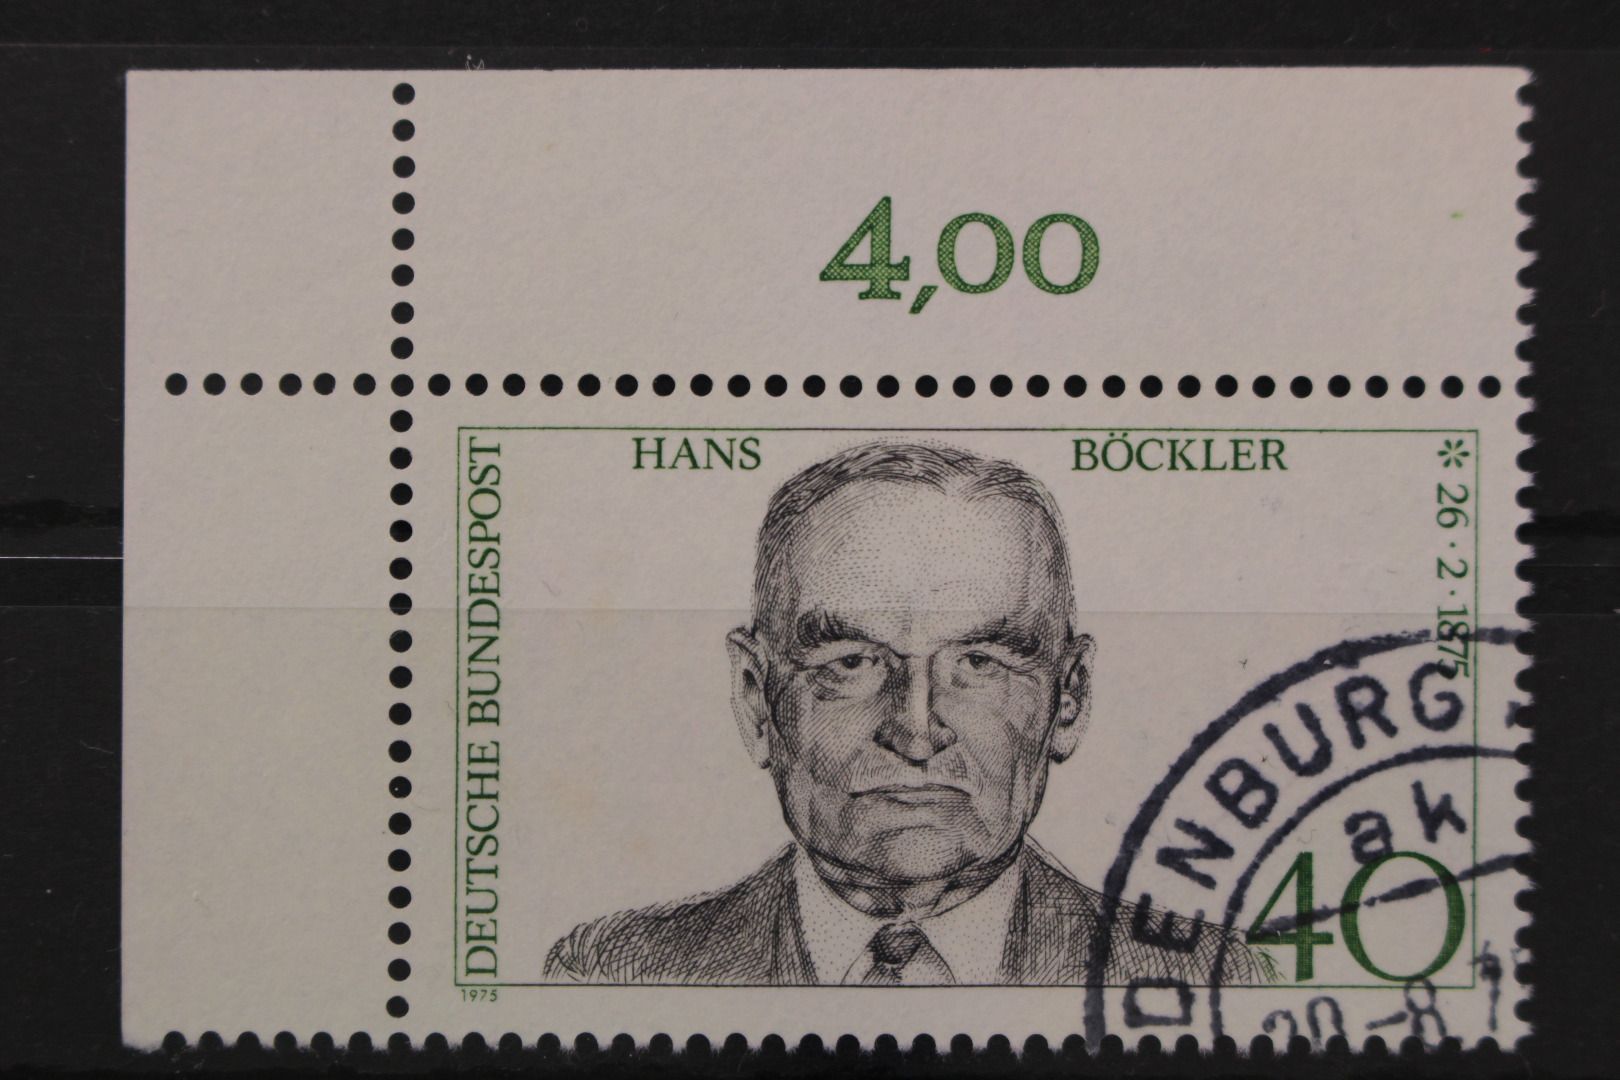 4,00
HANS BÖCKLER
* 26·2·1875
DEUTSCHE BUNDESPOST
40
1975
DENBURG
ak
20-8.